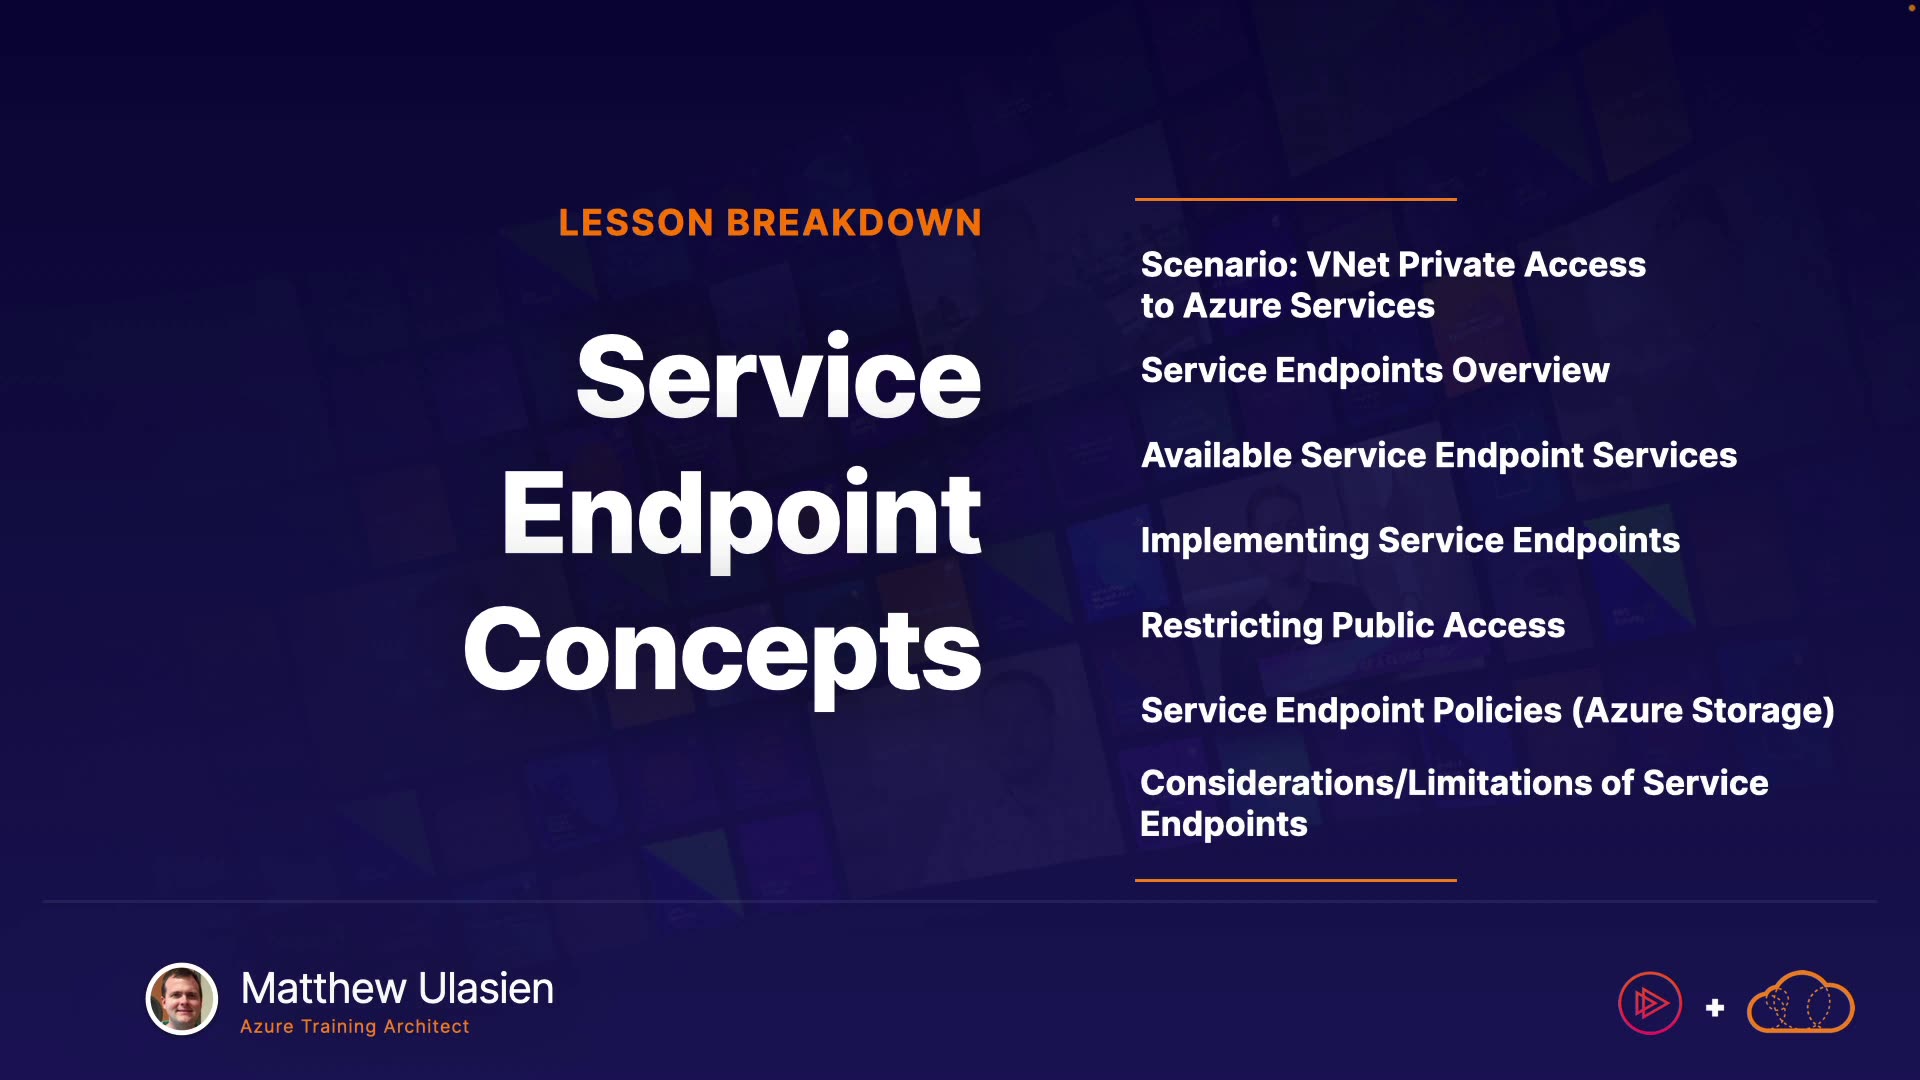 LESSON BREAKDOWN
Service
Endpoint
Concepts
Scenario: VNet Private Access
to Azure Services
Service Endpoints Overview
Available Service Endpoint Services
Implementing Service Endpoints
Restricting Public Access
Service Endpoint Policies (Azure Storage)
Considerations/Limitations of Service
Endpoints
Matthew Ulasien
Azure Training Architect